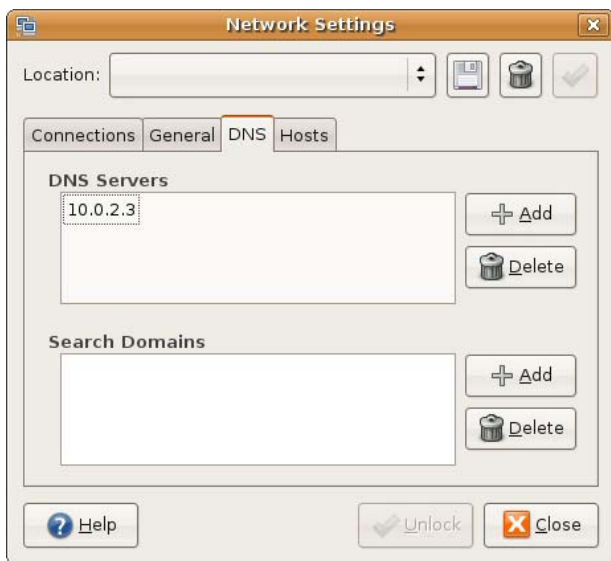 Network Settings
Location:
Connections General DNS Hosts
DNS Servers
10.0.2.3
Add
Delete
Search Domains
Add
Delete
Help Unlock Close